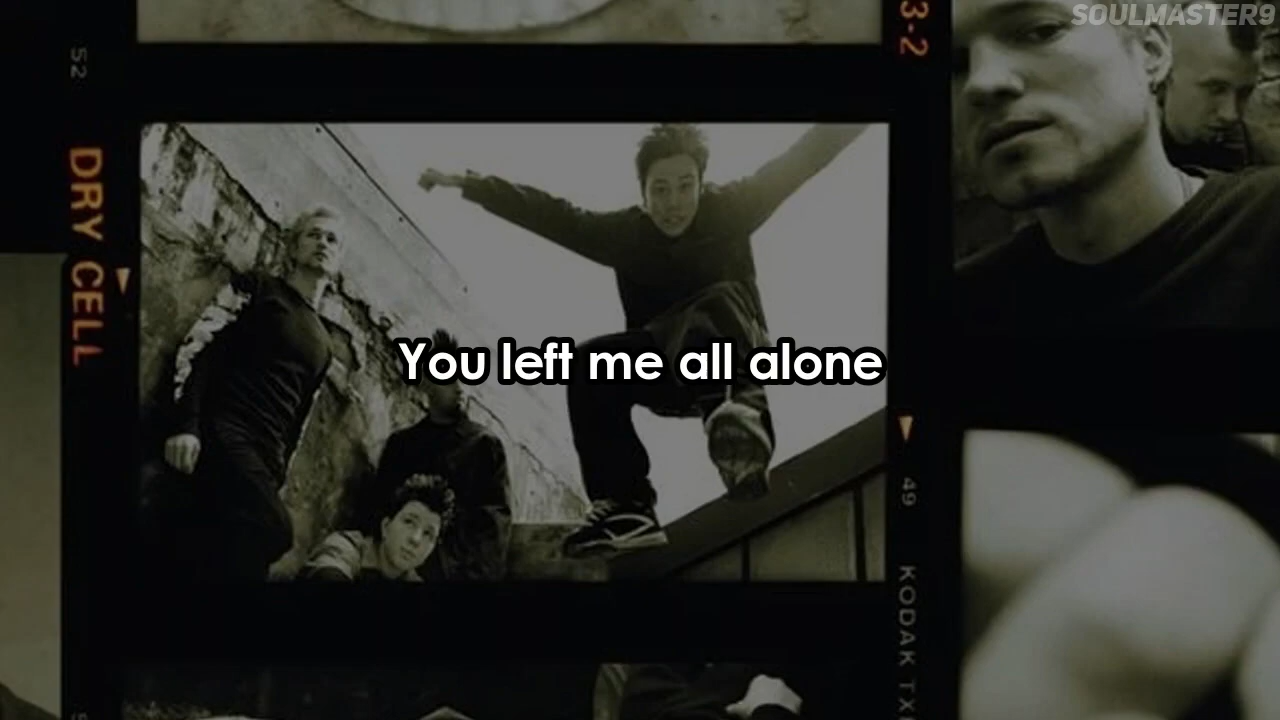 SOULMASTER9
3-2
52
DRY CELL
You left me all alone
49
KODAK TX